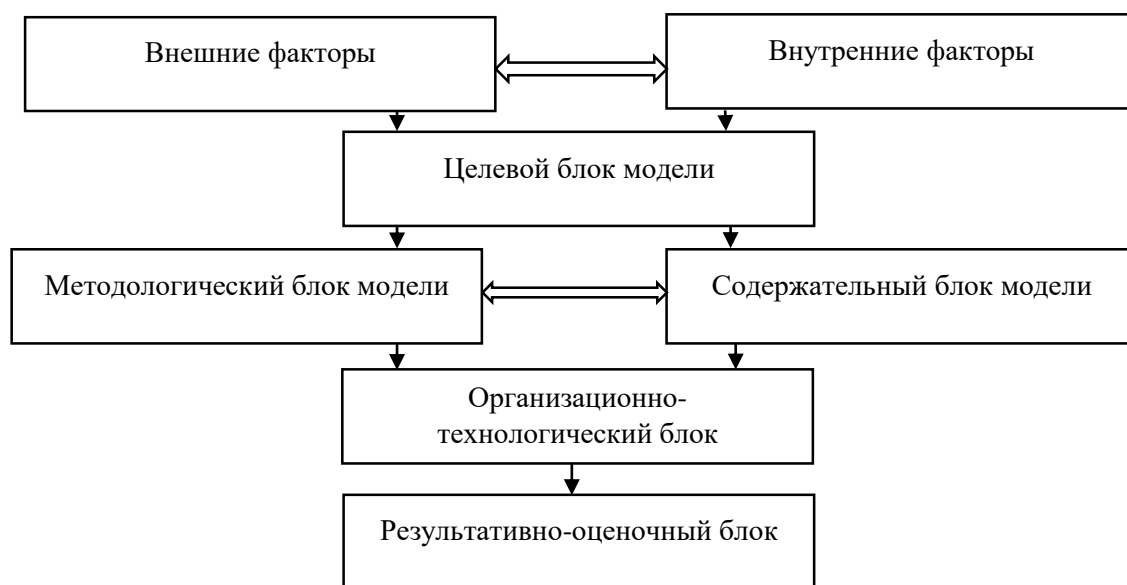 Внешние факторы
Внутренние факторы
Целевой блок модели
Методологический блок модели
Содержательный блок модели
Организационно-
технологический блок
Результативно-оценочный блок